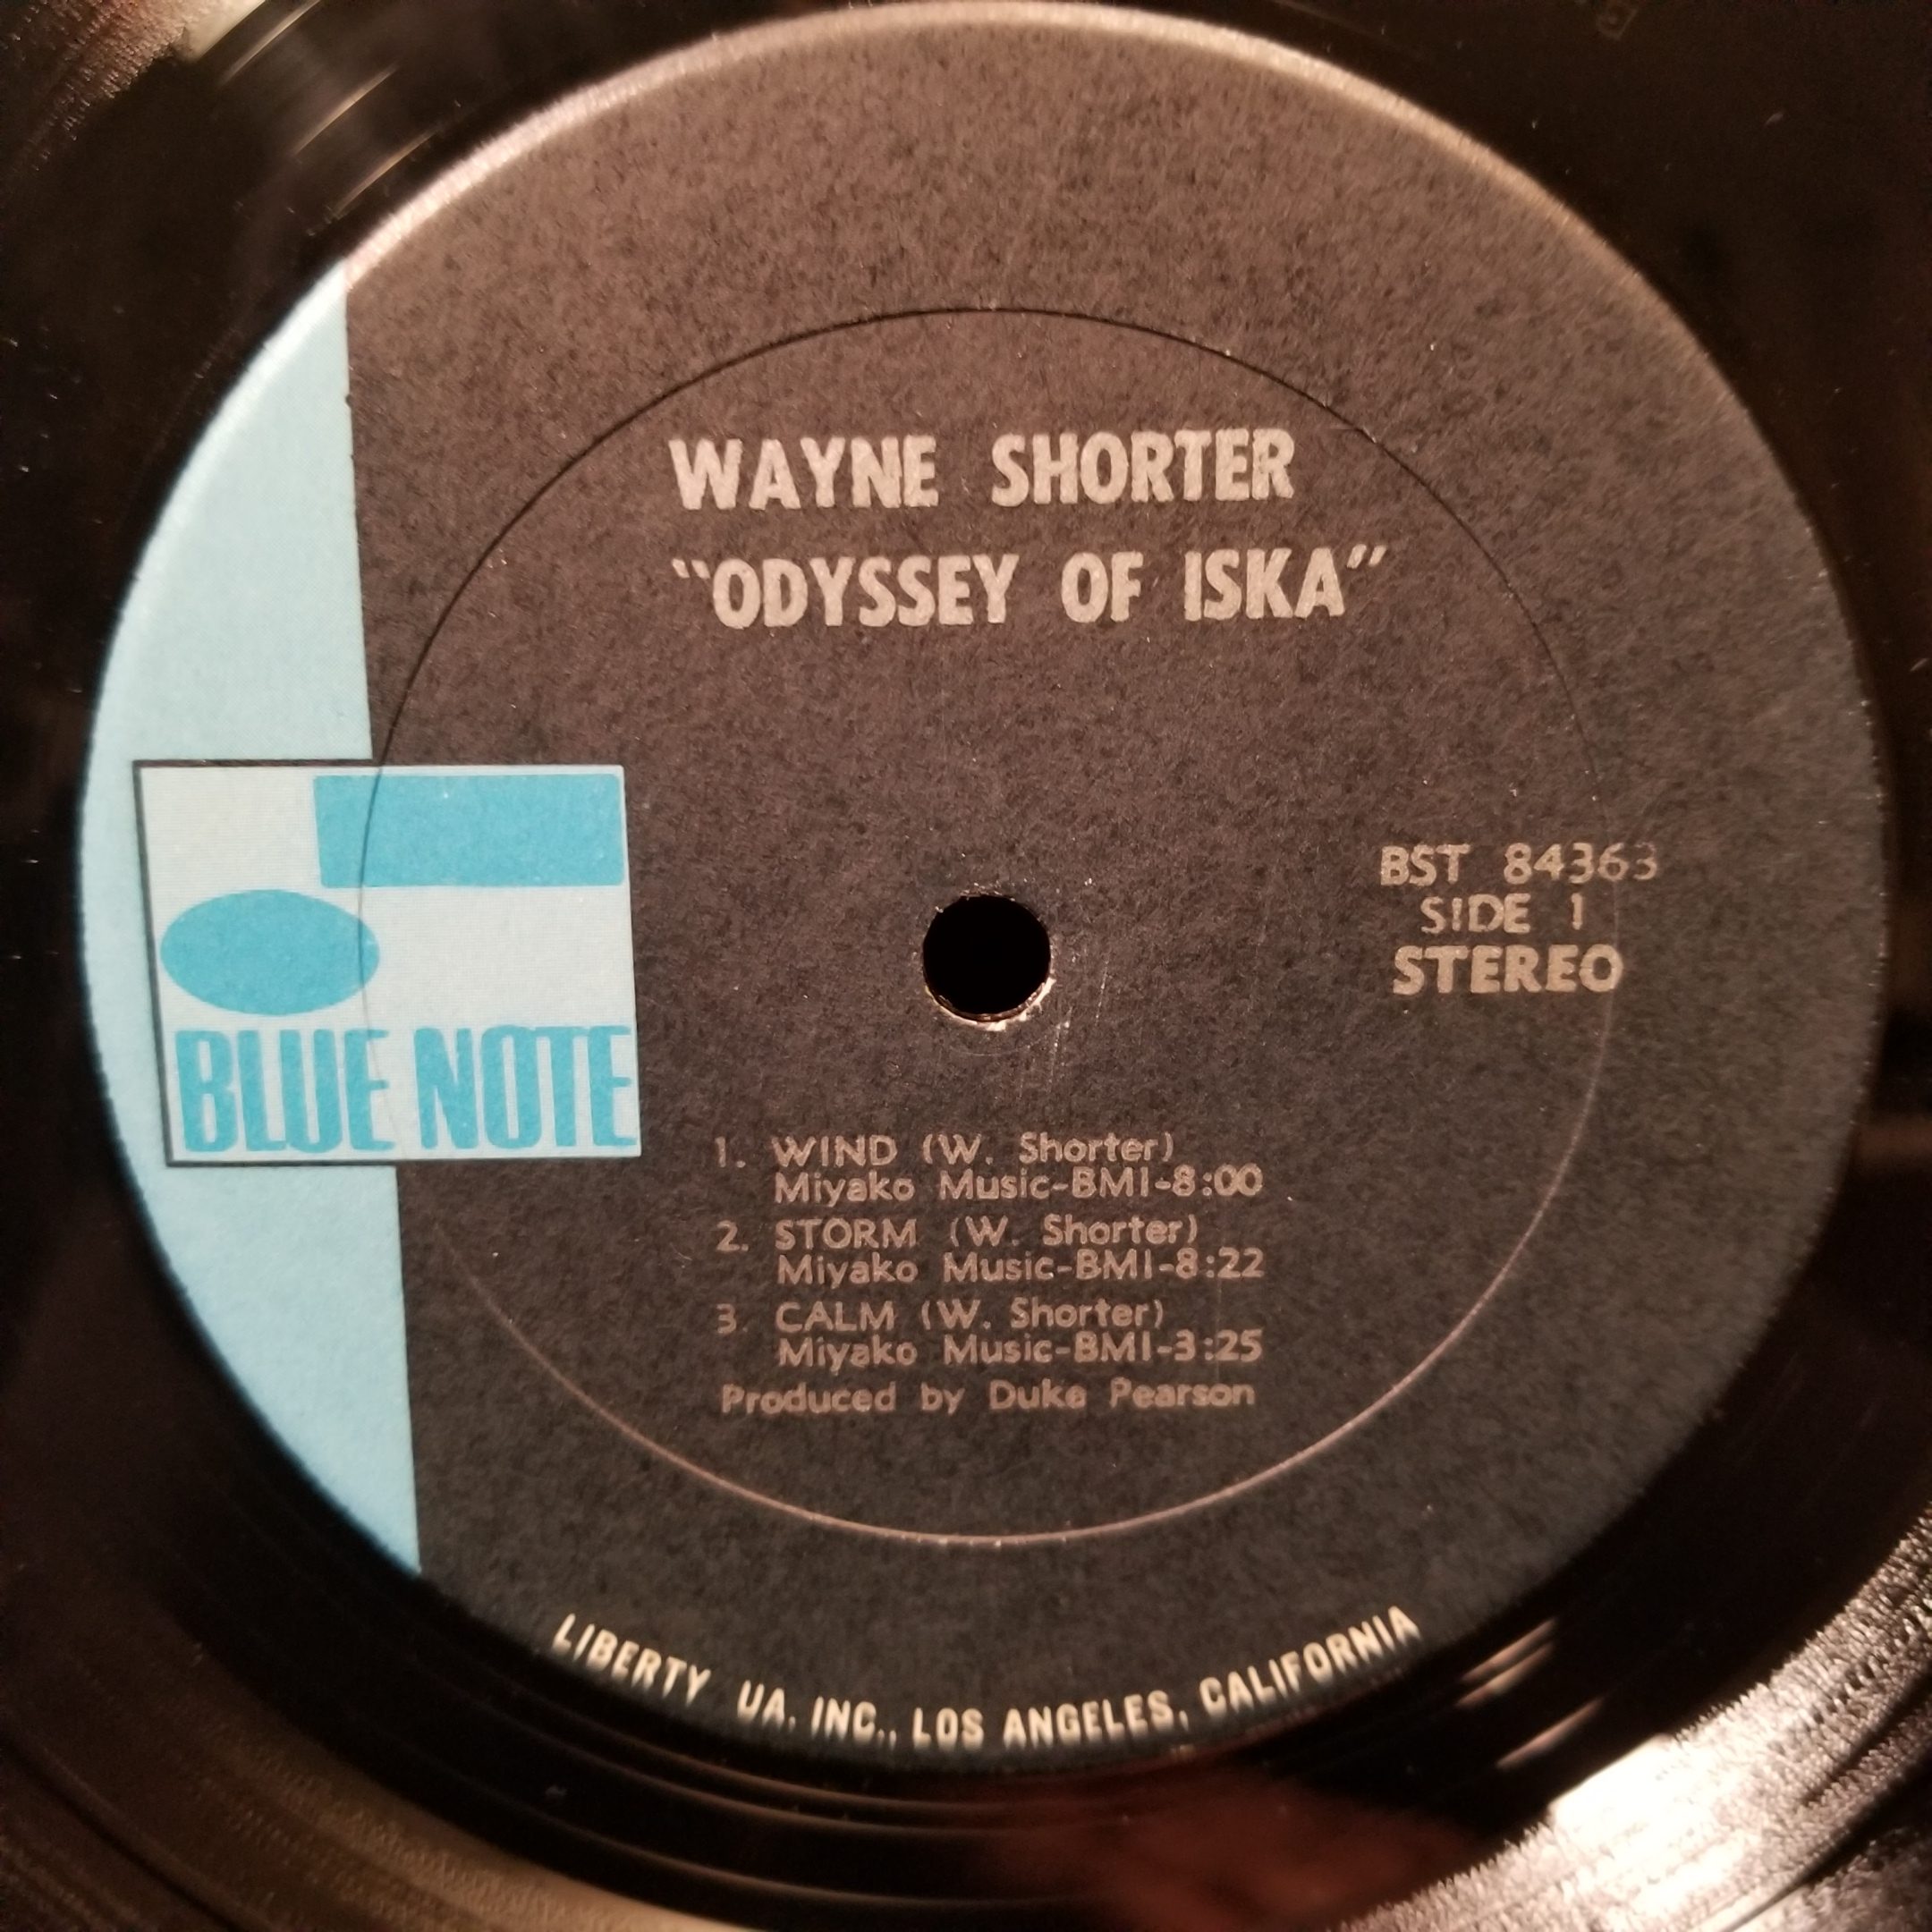 WAYNE SHORTER
"ODYSSEY OF ISKA"
BST 84363
SIDE 1
STEREO
BLUE NOTE
1. WIND (W. Shorter)
Miyako Music-BMI-8:00
2. STORM (W. Shorter)
Miyako Music-BMI-8:22
3. CALM (W. Shorter)
Miyako Music-BMI-3:25
Produced by Duke Pearson
LIBERTY UA, INC., LOS ANGELES, CALIFORNIA